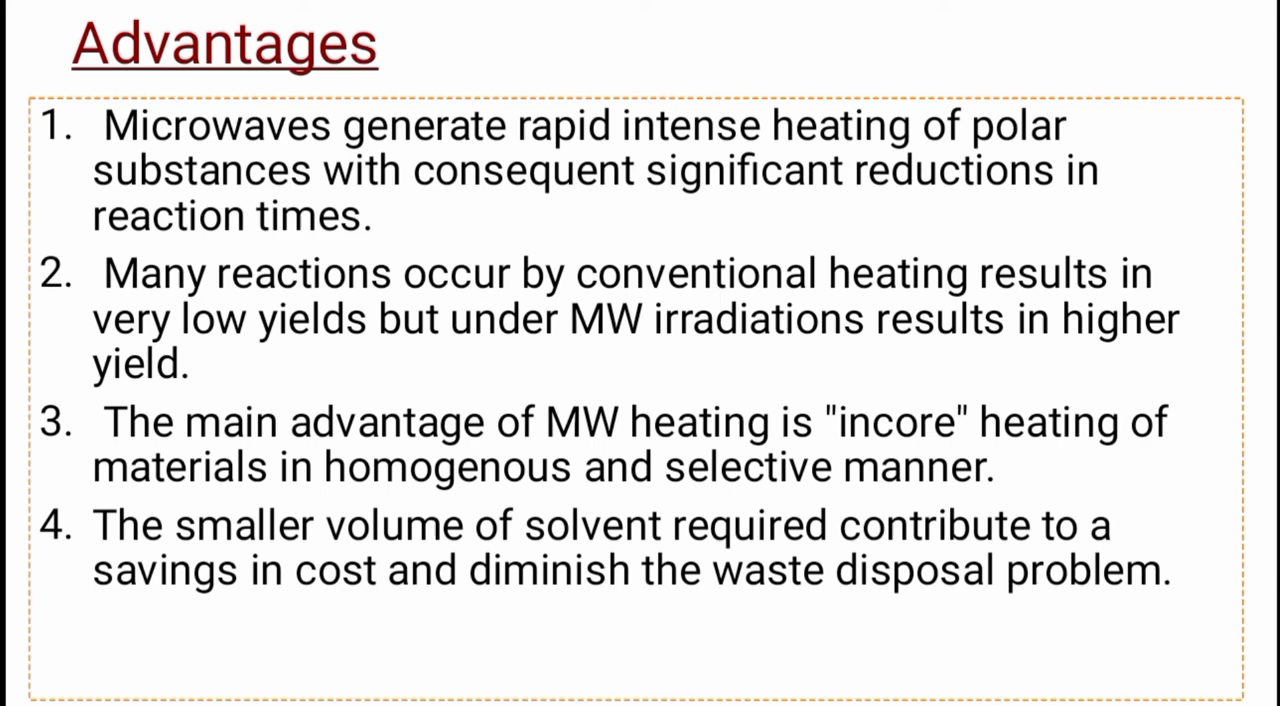 Advantages
1. Microwaves generate rapid intense heating of polar
substances with consequent significant reductions in
reaction times.
2. Many reactions occur by conventional heating results in
very low yields but under MW irradiations results in higher
yield.
3. The main advantage of MW heating is "incore" heating of
materials in homogenous and selective manner.
4. The smaller volume of solvent required contribute to a
savings in cost and diminish the waste disposal problem.